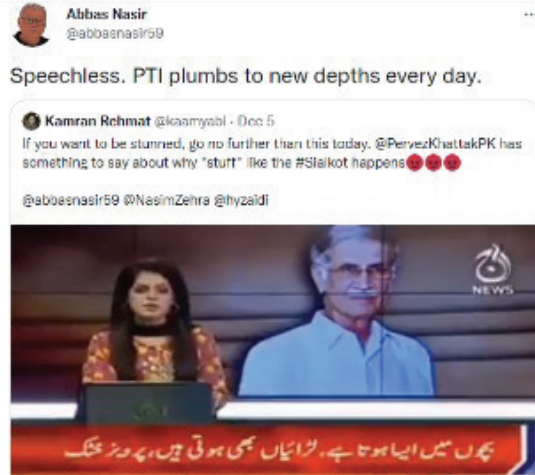 Abbas Nasir
@abbasnasir59
Speechless. PTI plumbs to new depths every day.
Kamran Rehmat @kaamyabi · Dec 5
If you want to be stunned, go no further than this today. @PervezKhattakPK has
something to say about why "stuff" like the #Sialkot happens
@abbasnasir59 @NasimZehra @hyzaidi
NEWS
بچوں میں ایسا ہوتا ہے، لڑائیاں بھی ہوتی ہیں، پرویز خٹک